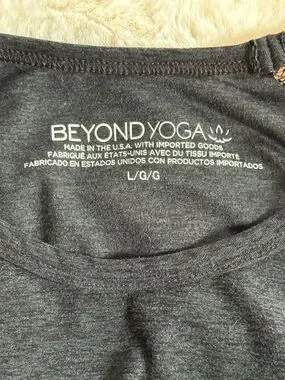 BEYOND YOGA
MADE IN THE U.S.A. WITH IMPORTED GOODS
FABRIQUÉ AUX ÉTATS-UNIS AVEC DU TISSU IMPORTÉ
FABRICADO EN ESTADOS UNIDOS CON PRODUCTOS IMPORTADOS
L/G/G